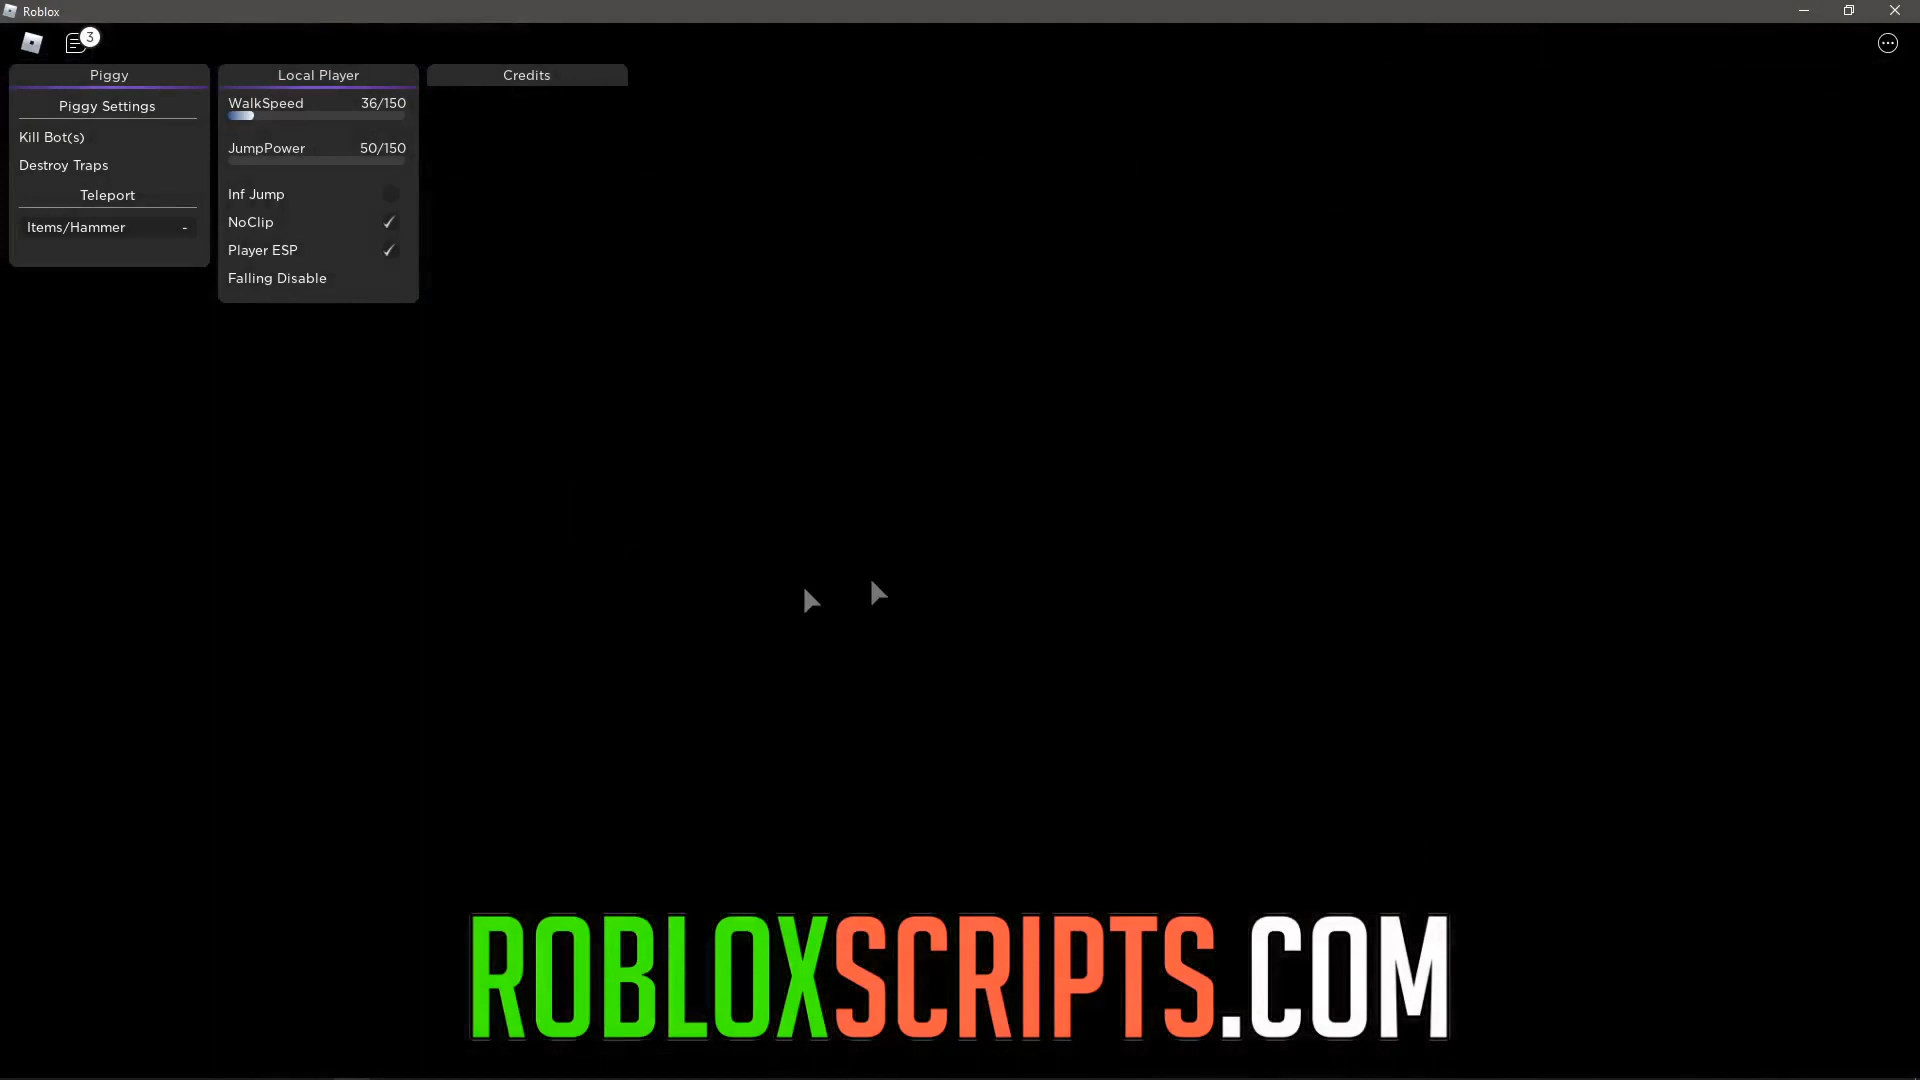 Roblox
3
Piggy
Piggy Settings
Kill Bot(s)
Destroy Traps
Teleport
Items/Hammer -
Local Player
WalkSpeed 36/150
JumpPower 50/150
Inf Jump
NoClip
Player ESP
Falling Disable
Credits
ROBLOXSCRIPTS.COM